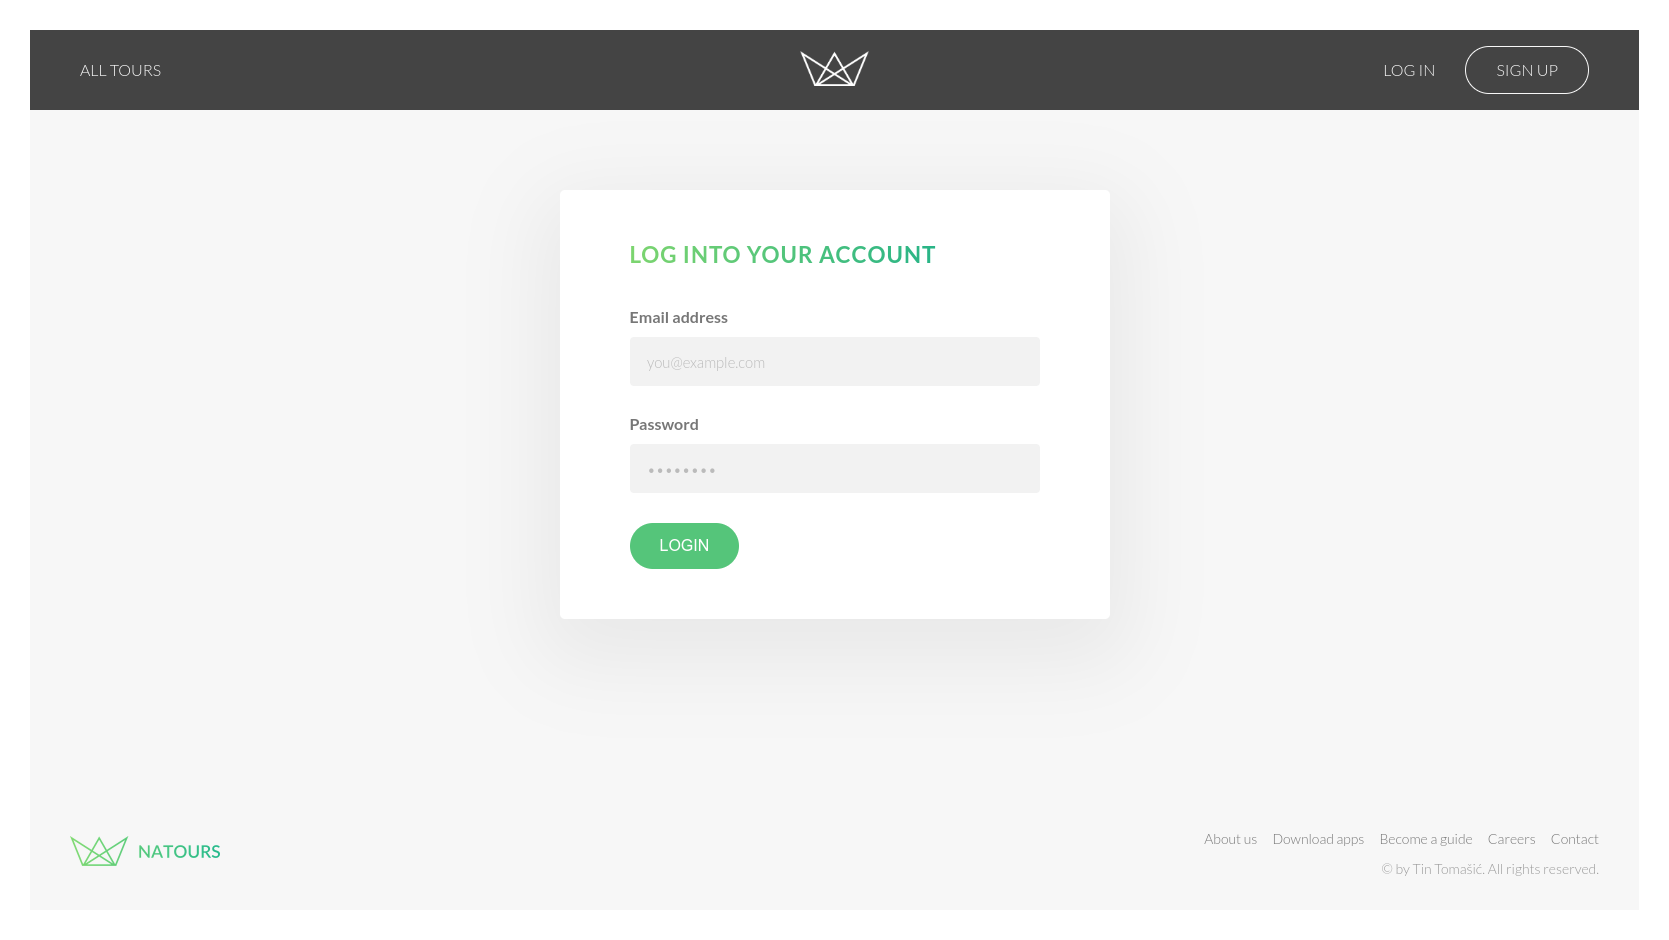 ALL TOURS
LOG IN
SIGN UP
LOG INTO YOUR ACCOUNT
Email address
you@example.com
Password
••••••••
LOGIN
NATOURS
About us Download apps Become a guide Careers Contact
© by Tin Tomašić. All rights reserved.